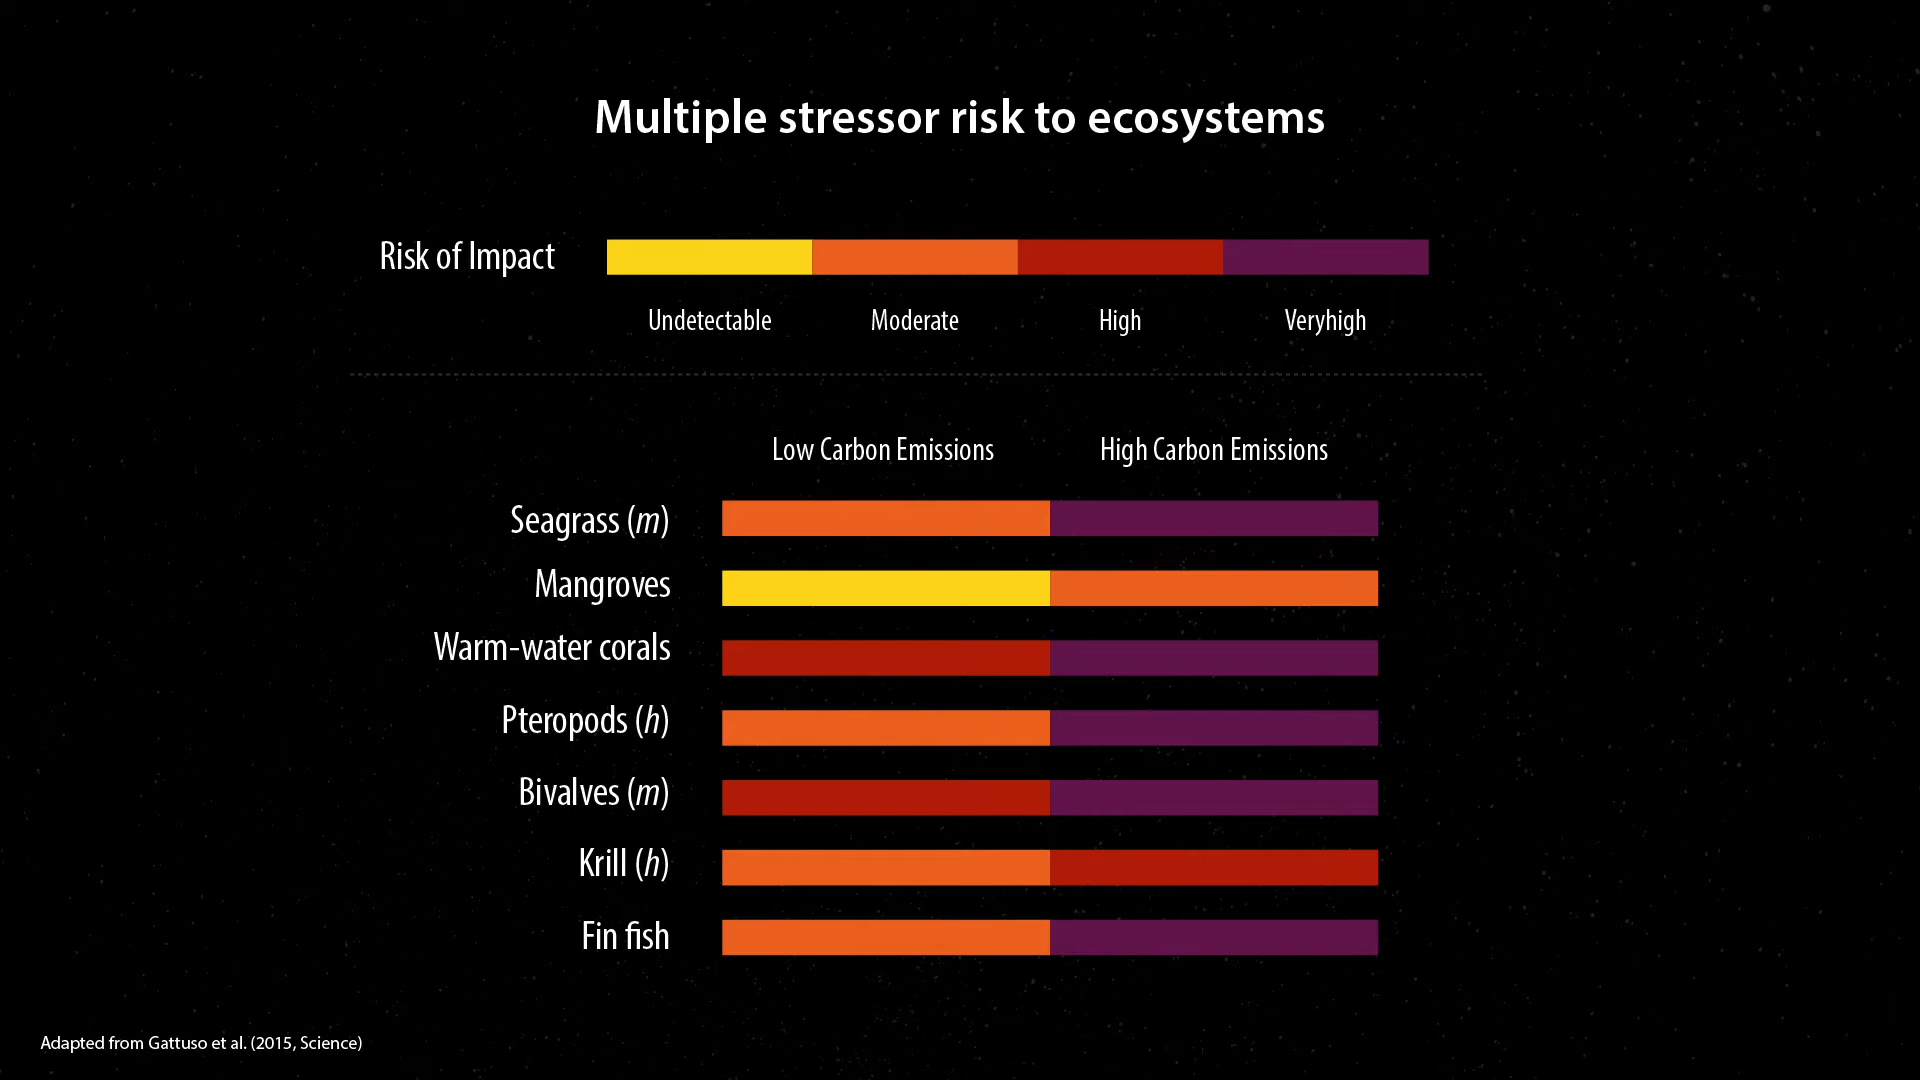 Multiple stressor risk to ecosystems
Risk of Impact
Undetectable Moderate High Veryhigh
Low Carbon Emissions High Carbon Emissions
Seagrass (m)
Mangroves
Warm-water corals
Pteropods (h)
Bivalves (m)
Krill (h)
Fin fish
Adapted from Gattuso et al. (2015, Science)